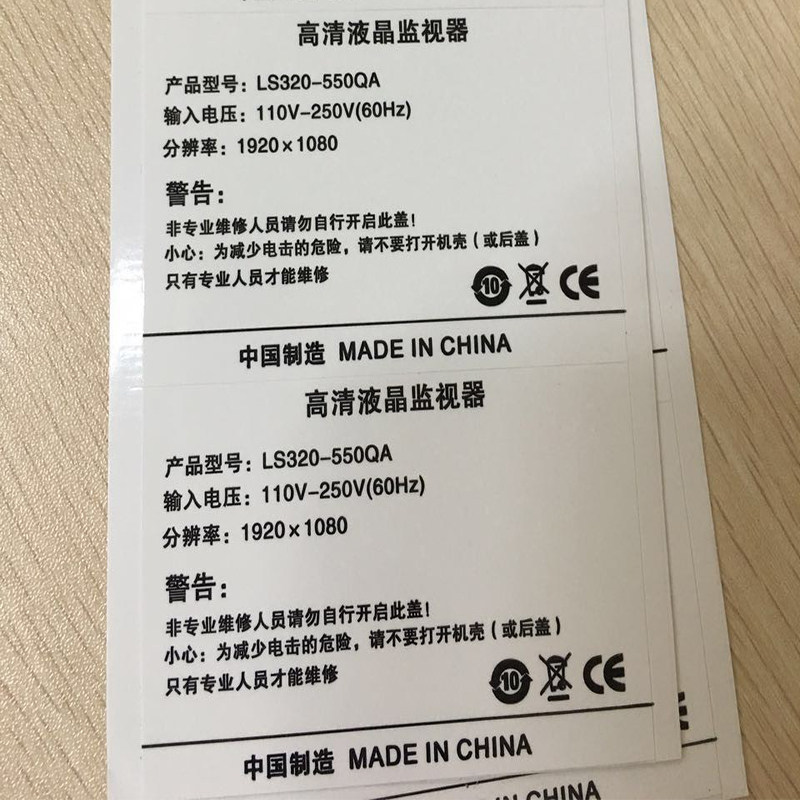 高清液晶监视器
产品型号：LS320-550QA
输入电压：110V-250V(60Hz)
分辨率：1920×1080
警告：
非专业维修人员请勿自行开启此盖！
小心：为减少电击的危险，请不要打开机壳（或后盖）
只有专业人员才能维修
10 CE
中国制造 MADE IN CHINA
高清液晶监视器
产品型号：LS320-550QA
输入电压：110V-250V(60Hz)
分辨率：1920×1080
警告：
非专业维修人员请勿自行开启此盖！
小心：为减少电击的危险，请不要打开机壳（或后盖）
只有专业人员才能维修
10 CE
中国制造 MADE IN CHINA
IN CHINA